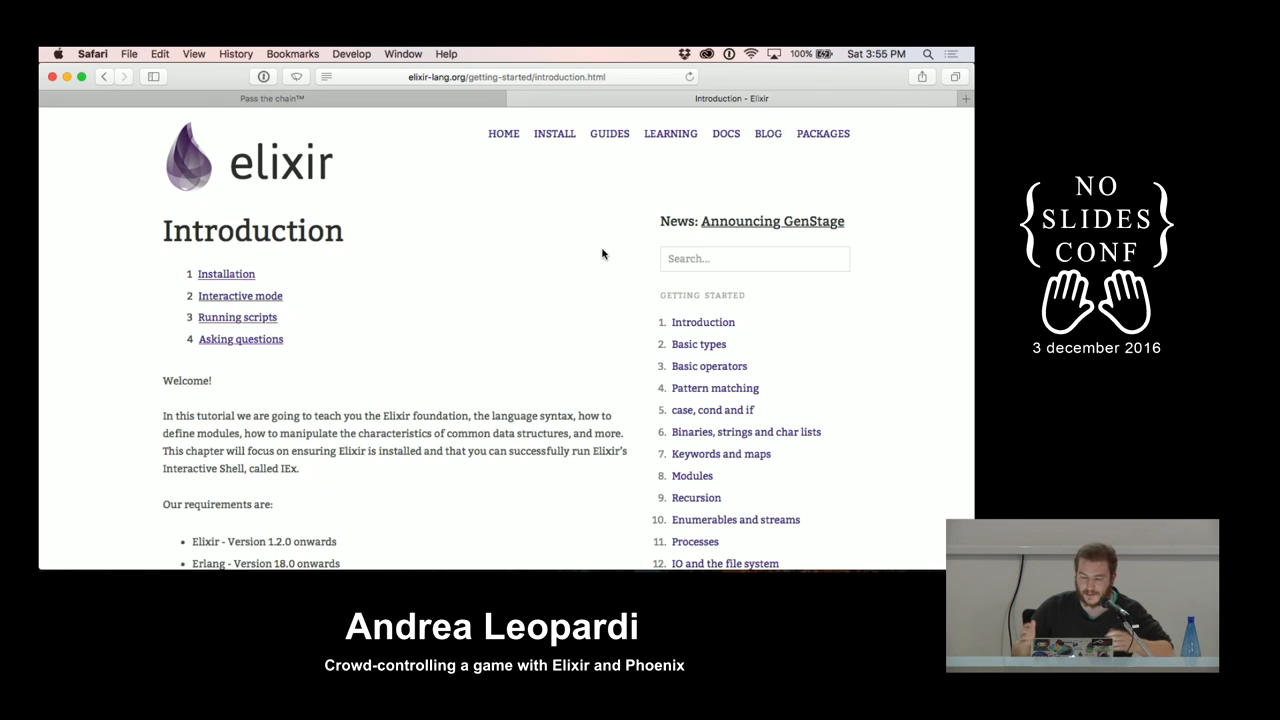 Safari File Edit View History Bookmarks Develop Window Help 100% Sat 3:55 PM
elixir-lang.org/getting-started/introduction.html
Pass the chain™ Introduction - Elixir
HOME INSTALL GUIDES LEARNING DOCS BLOG PACKAGES
elixir
Introduction
1 Installation
2 Interactive mode
3 Running scripts
4 Asking questions
Welcome!
In this tutorial we are going to teach you the Elixir foundation, the language syntax, how to
define modules, how to manipulate the characteristics of common data structures, and more.
This chapter will focus on ensuring Elixir is installed and that you can successfully run Elixir's
Interactive Shell, called IEx.
Our requirements are:
• Elixir - Version 1.2.0 onwards
• Erlang - Version 18.0 onwards
News: Announcing GenStage
Search...
GETTING STARTED
1. Introduction
2. Basic types
3. Basic operators
4. Pattern matching
5. case, cond and if
6. Binaries, strings and char lists
7. Keywords and maps
8. Modules
9. Recursion
10. Enumerables and streams
11. Processes
12. IO and the file system
NO
SLIDES
CONF
3 december 2016
Andrea Leopardi
Crowd-controlling a game with Elixir and Phoenix